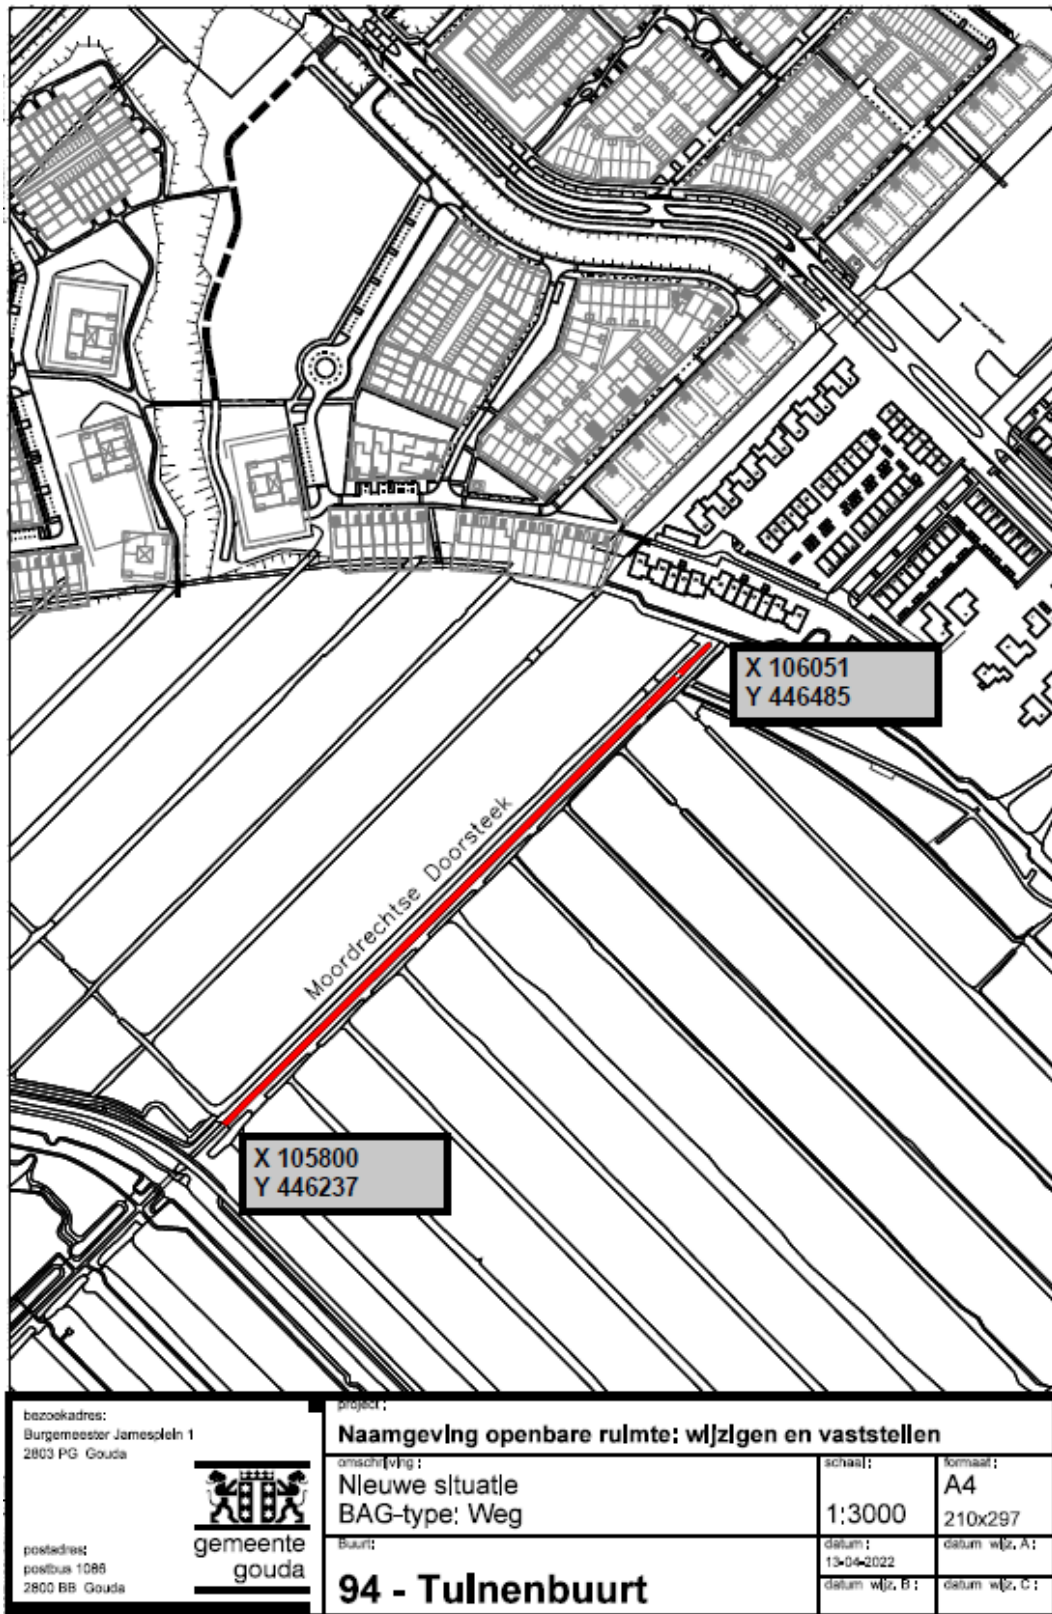 X 106051
Y 446485
Moordrechtse Doorsteek
X 105800
Y 446237
bezoekadres:
Burgemeester Jamesplein 1
2803 PG Gouda
gemeente
gouda
postadres:
postbus 1086
2800 BB Gouda
project:
Naamgeving openbare ruimte: wijzigen en vaststellen
omschrijving:
Nieuwe situatie
BAG-type: Weg
schaal:
1:3000
formaat:
A4
210x297
Buurt:
94 - Tuinenbuurt
datum:
13-04-2022
datum wijz. A:
datum wijz. B:
datum wijz. C: